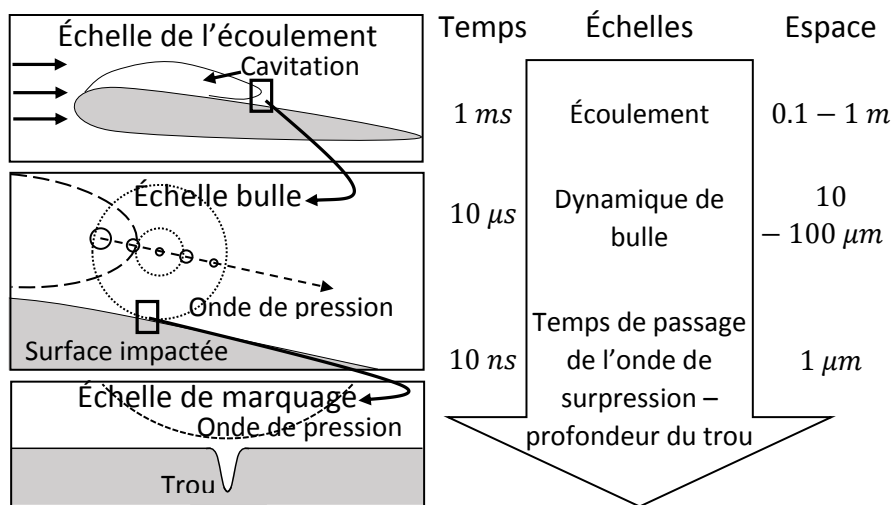 Échelle de l’écoulement
Cavitation
Échelle bulle
Onde de pression
Surface impactée
Échelle de marquage
Onde de pression
Trou
Temps Échelles Espace
1 ms Écoulement 0.1 − 1 m
10 μs Dynamique de bulle 10 − 100 μm
10 ns Temps de passage
de l’onde de
surpression –
profondeur du trou
1 μm